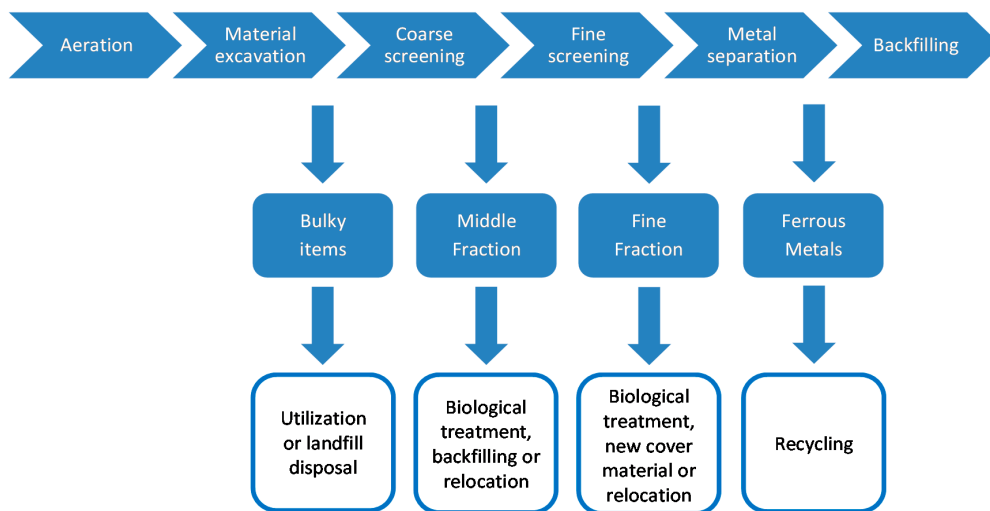 Aeration
Material
excavation
Coarse
screening
Fine
screening
Metal
separation
Backfilling
Bulky
items
Middle
Fraction
Fine
Fraction
Ferrous
Metals
Utilization
or landfill
disposal
Biological
treatment,
backfilling or
relocation
Biological
treatment,
new cover
material or
relocation
Recycling